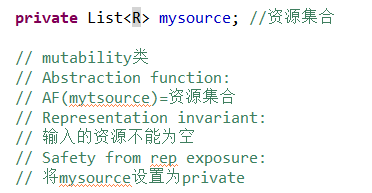 private List<R> mysource; //资源集合
// mutability类
// Abstraction function:
// AF(mytsource)=资源集合
// Representation invariant:
// 输入的资源不能为空
// Safety from rep exposure:
// 将mysource设置为private